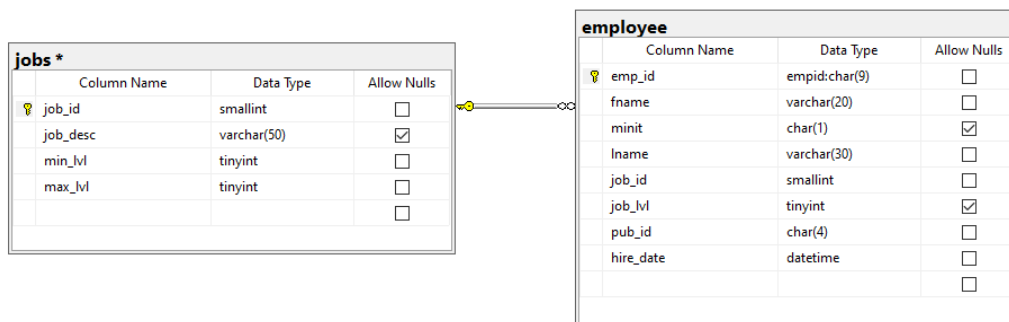 jobs *
Column Name Data Type Allow Nulls
job_id smallint
job_desc varchar(50)
min_lvl tinyint
max_lvl tinyint
employee
Column Name Data Type Allow Nulls
emp_id empid:char(9)
fname varchar(20)
minit char(1)
lname varchar(30)
job_id smallint
job_lvl tinyint
pub_id char(4)
hire_date datetime